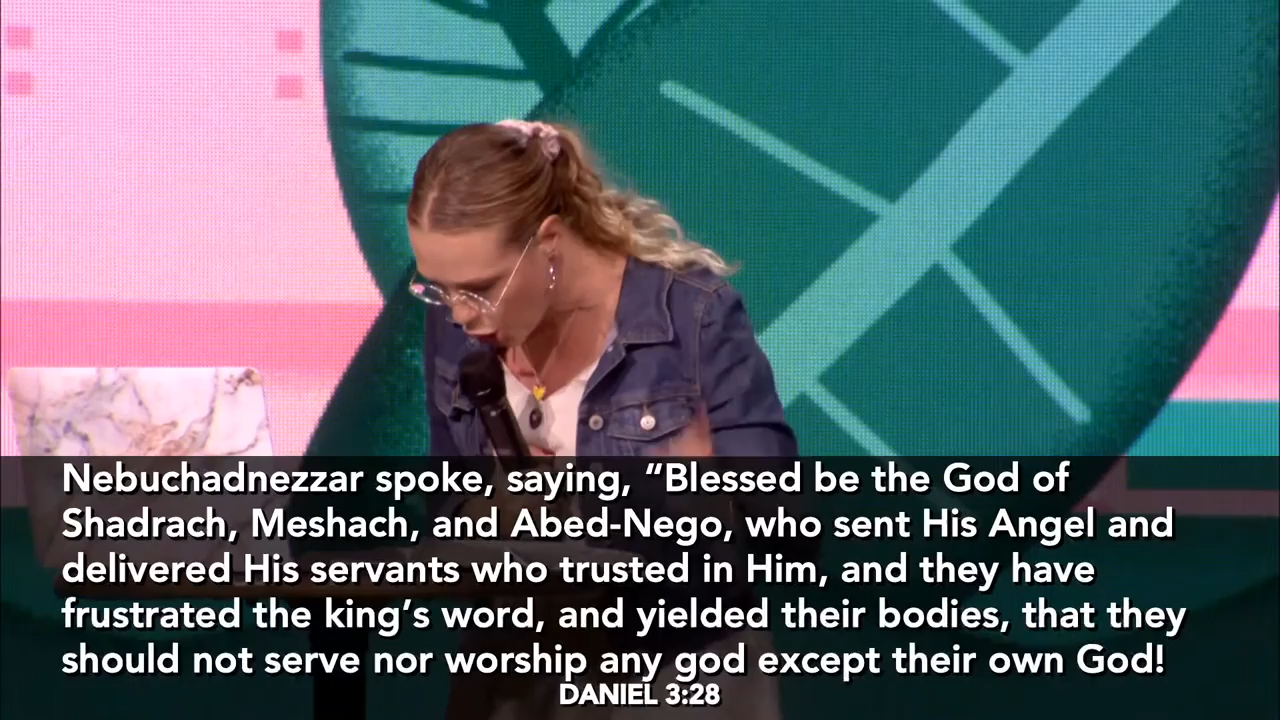 Nebuchadnezzar spoke, saying, “Blessed be the God of
Shadrach, Meshach, and Abed-Nego, who sent His Angel and
delivered His servants who trusted in Him, and they have
frustrated the king’s word, and yielded their bodies, that they
should not serve nor worship any god except their own God!
DANIEL 3:28